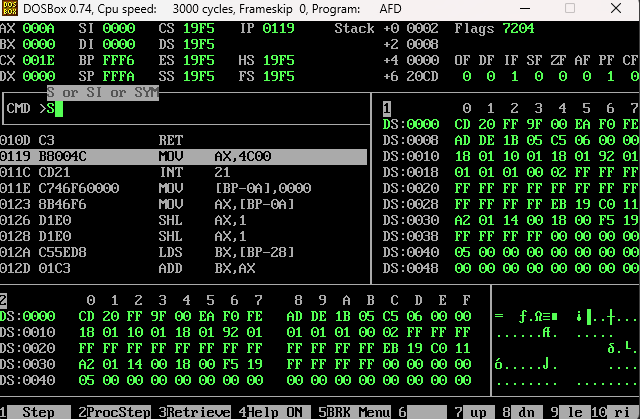 DOSBox 0.74, Cpu speed: 3000 cycles, Frameskip 0, Program: AFD
AX 000A SI 0000 CS 19F5 IP 0119 Stack +0 0002 Flags 7204
BX 0000 DI 0000 DS 19F5 +2 0008
CX 001E BP FFF6 ES 19F5 HS 19F5 +4 0000 OF DF IF SF ZF AF PF CF
DX 0000 SP FFFA SS 19F5 FS 19F5 +6 20CD 0 0 1 0 0 0 1 0
S or SI or SYM
CMD >S
1 0 1 2 3 4 5 6 7
DS:0000 CD 20 FF 9F 00 EA F0 FE
010D C3 RET DS:0008 AD DE 1B 05 C5 06 00 00
0119 B8004C MOV AX,4C00 DS:0010 18 01 10 01 18 01 92 01
011C CD21 INT 21 DS:0018 01 01 01 00 02 FF FF FF
011E C746F60000 MOV [BP-0A],0000 DS:0020 FF FF FF FF FF FF FF FF
0123 8B46F6 MOV AX,[BP-0A] DS:0028 FF FF FF FF EB 19 C0 11
0126 D1E0 SHL AX,1 DS:0030 A2 01 14 00 18 00 F5 19
0128 D1E0 SHL AX,1 DS:0038 FF FF FF FF 00 00 00 00
012A C55ED8 LDS BX,[BP-28] DS:0040 05 00 00 00 00 00 00 00
012D 01C3 ADD BX,AX DS:0048 00 00 00 00 00 00 00 00
2 0 1 2 3 4 5 6 7 8 9 A B C D E F
DS:0000 CD 20 FF 9F 00 EA F0 FE AD DE 1B 05 C5 06 00 00 = ƒ.Ω≡■ ¡▐..┼...
DS:0010 18 01 10 01 18 01 92 01 01 01 01 00 02 FF FF FF ......Æ.....
DS:0020 FF FF FF FF FF FF FF FF FF FF FF FF EB 19 C0 11 δ.└.
DS:0030 A2 01 14 00 18 00 F5 19 FF FF FF FF 00 00 00 00 ó.....⌡. ....
DS:0040 05 00 00 00 00 00 00 00 00 00 00 00 00 00 00 00 ................
1 Step 2ProcStep 3Retrieve 4Help ON 5BRK Menu 6 7 up 8 dn 9 le 10 ri